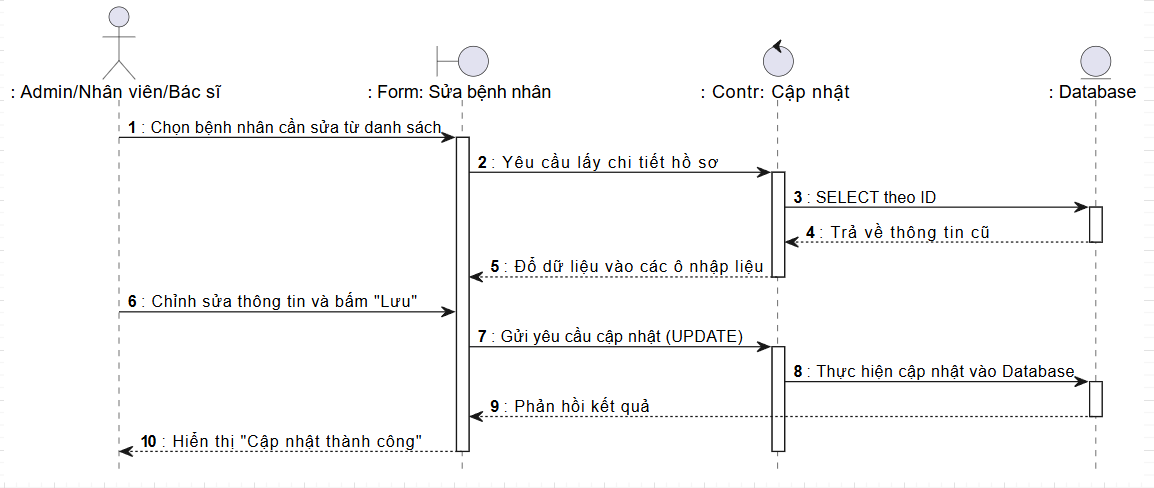 : Admin/Nhân viên/Bác sĩ
: Form: Sửa bệnh nhân
: Contr: Cập nhật
: Database
1 : Chọn bệnh nhân cần sửa từ danh sách
2 : Yêu cầu lấy chi tiết hồ sơ
3 : SELECT theo ID
4 : Trả về thông tin cũ
5 : Đổ dữ liệu vào các ô nhập liệu
6 : Chỉnh sửa thông tin và bấm "Lưu"
7 : Gửi yêu cầu cập nhật (UPDATE)
8 : Thực hiện cập nhật vào Database
9 : Phản hồi kết quả
10 : Hiển thị "Cập nhật thành công"